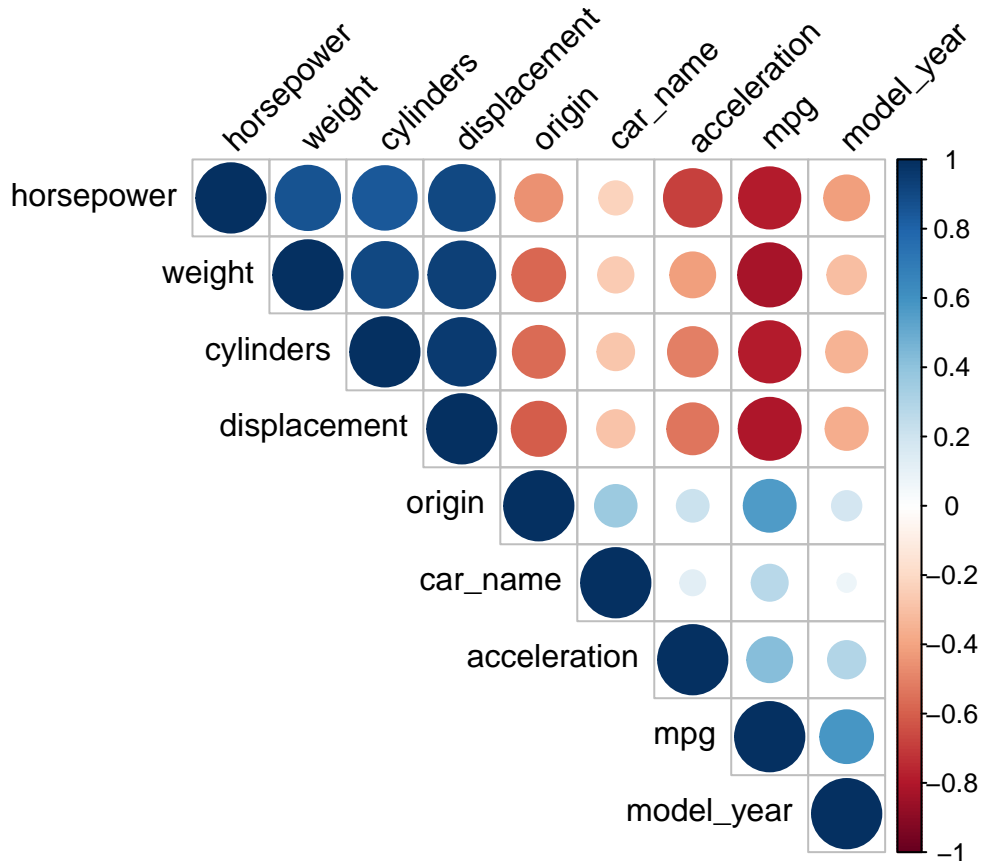 horsepower
weight
cylinders
displacement
origin
car_name
acceleration
mpg
model_year
horsepower
weight
cylinders
displacement
origin
car_name
acceleration
mpg
model_year
1
0.8
0.6
0.4
0.2
0
−0.2
−0.4
−0.6
−0.8
−1